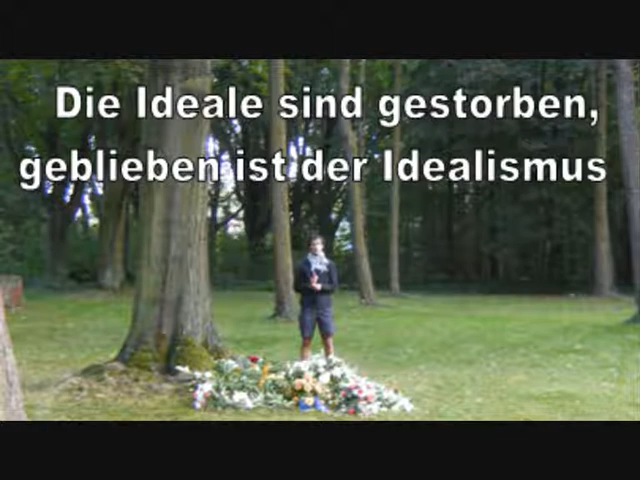 Die Ideale sind gestorben,
geblieben ist der Idealismus